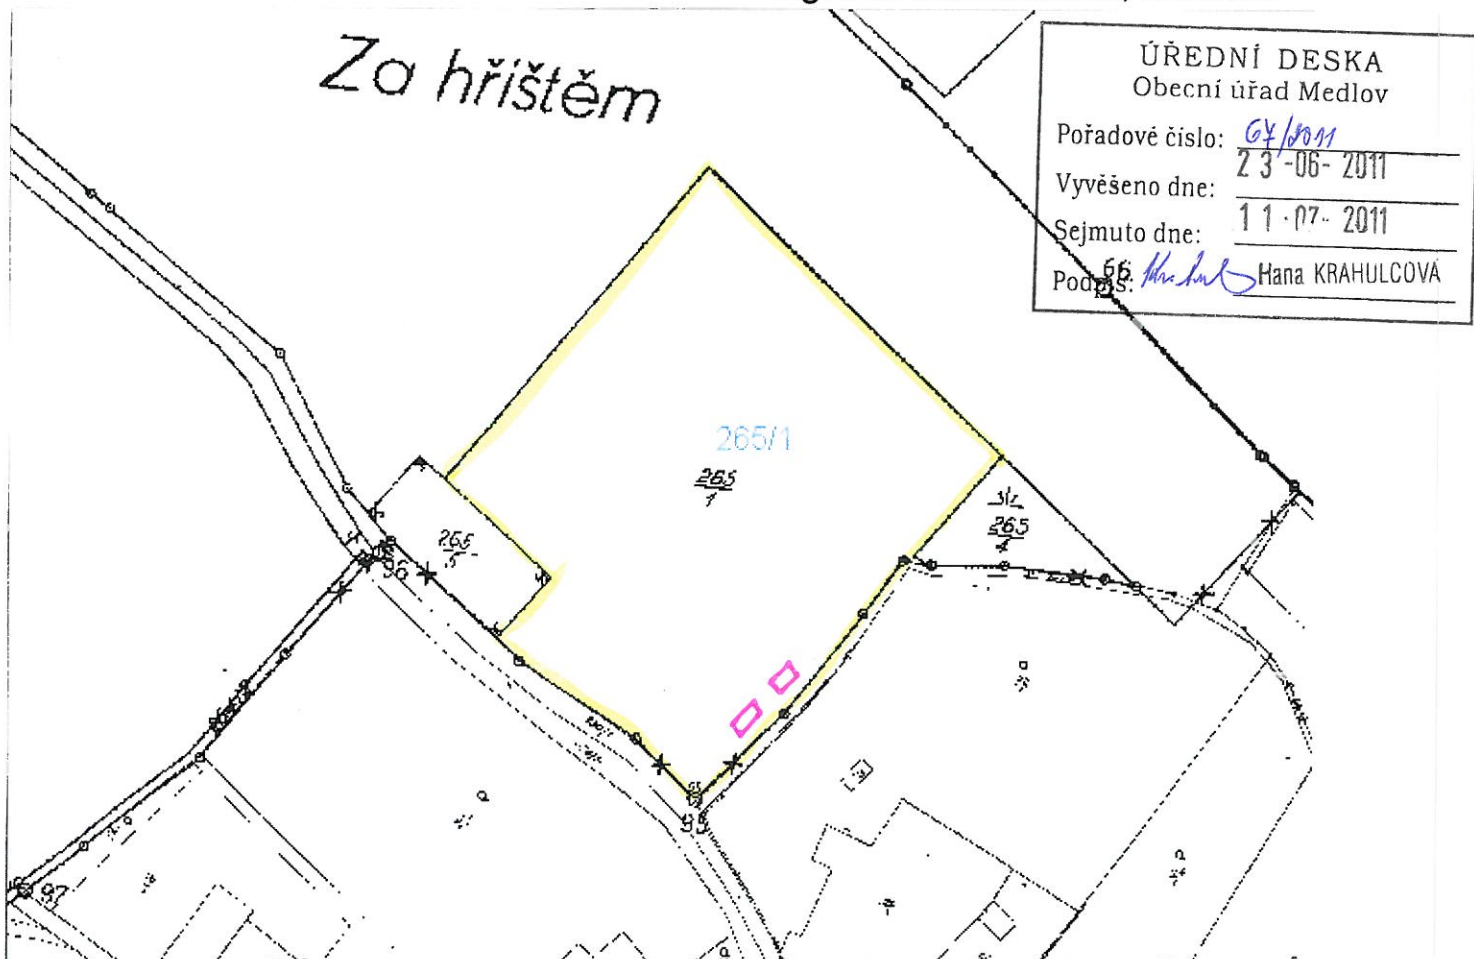 Za hřištěm
ÚŘEDNÍ DESKA
Obecní úřad Medlov
Pořadové číslo: 67/2011
Vyvěšeno dne: 23-06-2011
Sejmuto dne: 11-07-2011
Podpis: Hana KRAHULCOVÁ
66
265/1
265
1
265
5
265
4
96
95
97